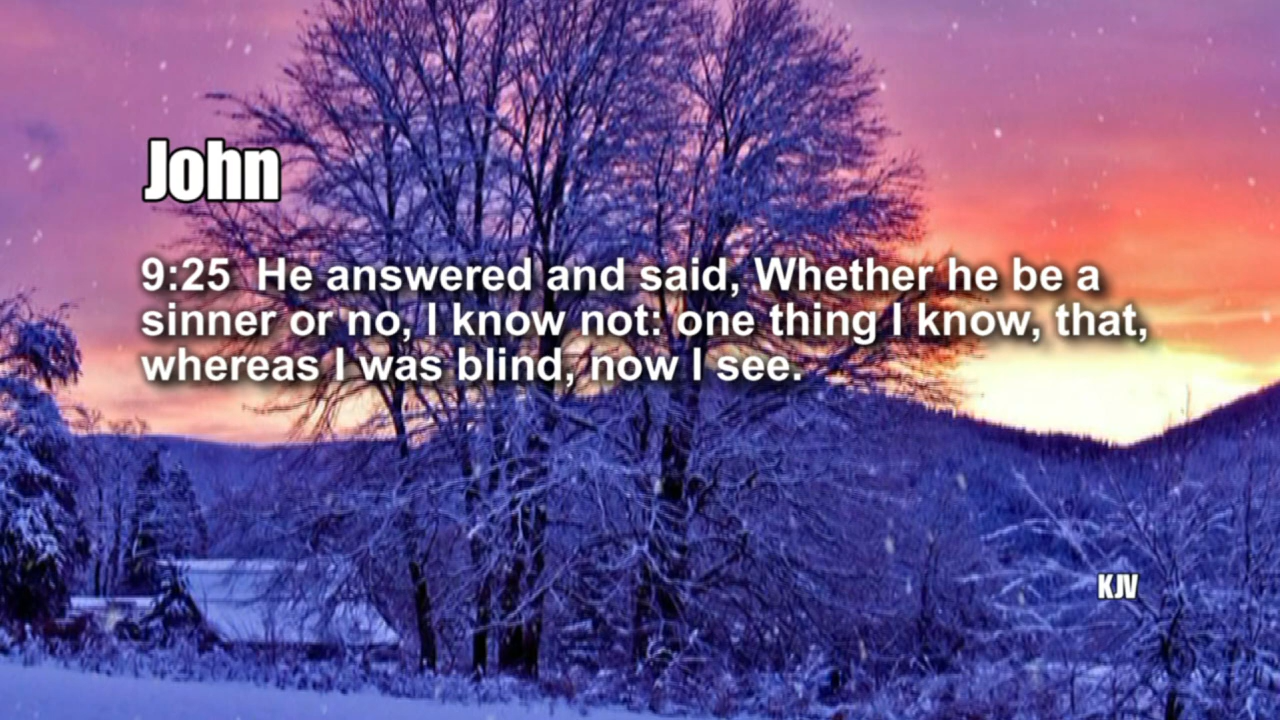 John
9:25  He answered and said, Whether he be a
sinner or no, I know not: one thing I know, that,
whereas I was blind, now I see.
KJV